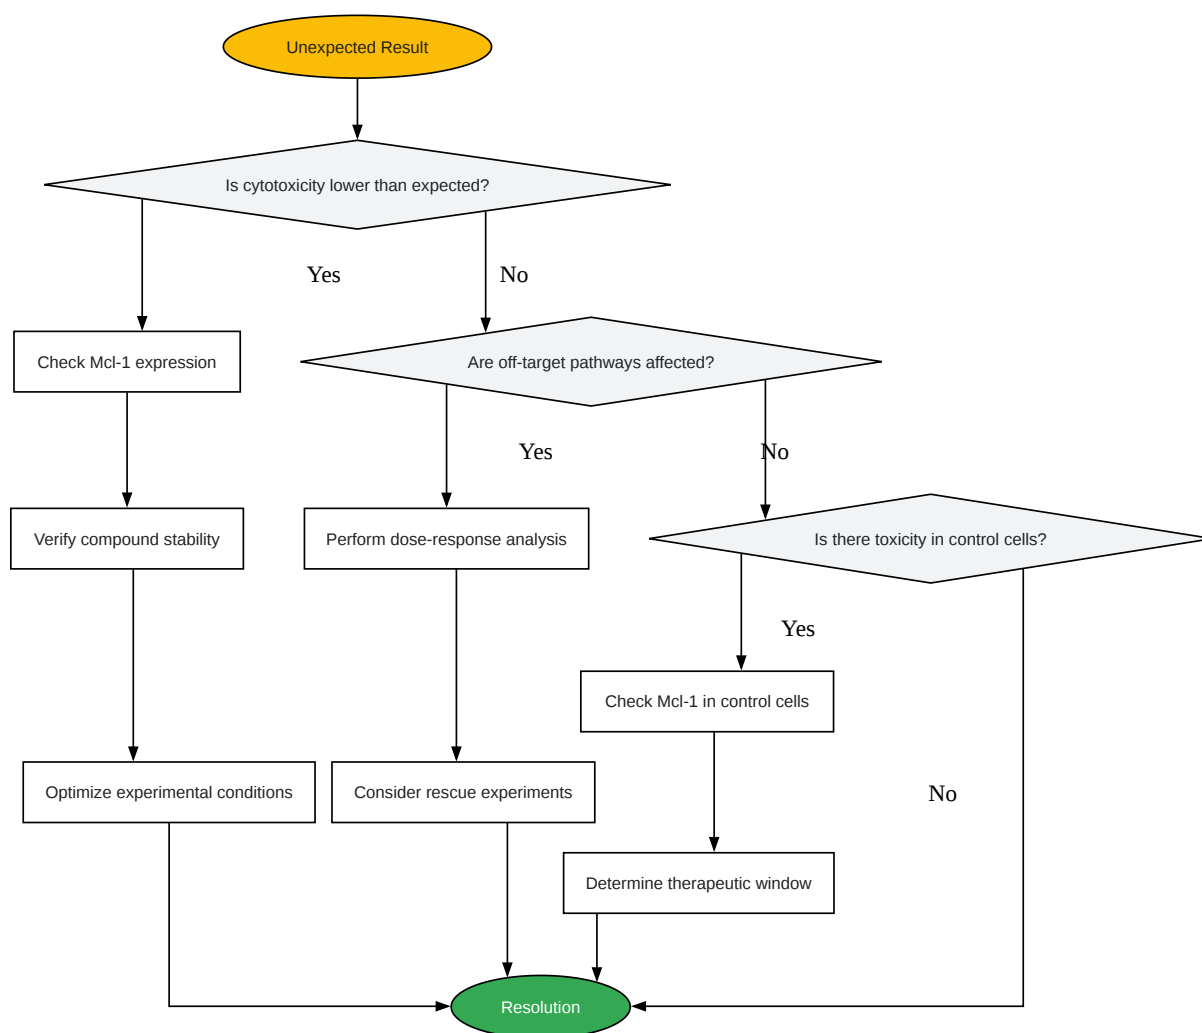 Unexpected Result
Is cytotoxicity lower than expected?
Yes
No
Check Mcl-1 expression
Are off-target pathways affected?
Yes
No
Verify compound stability
Perform dose-response analysis
Is there toxicity in control cells?
Yes
Check Mcl-1 in control cells
Optimize experimental conditions
Consider rescue experiments
No
Determine therapeutic window
Resolution